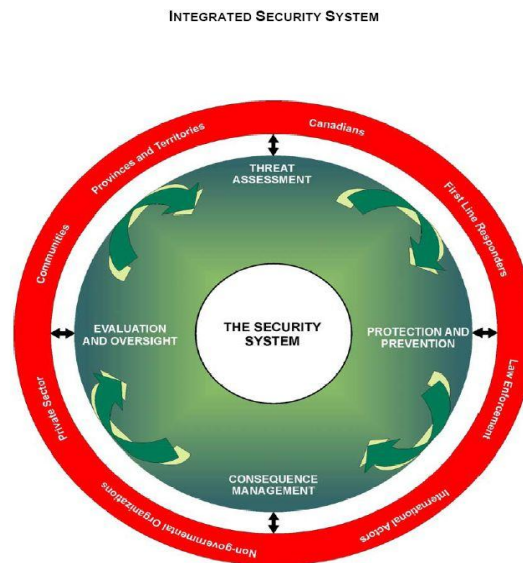 INTEGRATED SECURITY SYSTEM
Canadians
First Line Responders
Law Enforcement
International Actors
Non-governmental Organizations
Private Sector
Communities
Provinces and Territories
THREAT
ASSESSMENT
PROTECTION AND
PREVENTION
CONSEQUENCE
MANAGEMENT
EVALUATION
AND OVERSIGHT
THE SECURITY
SYSTEM